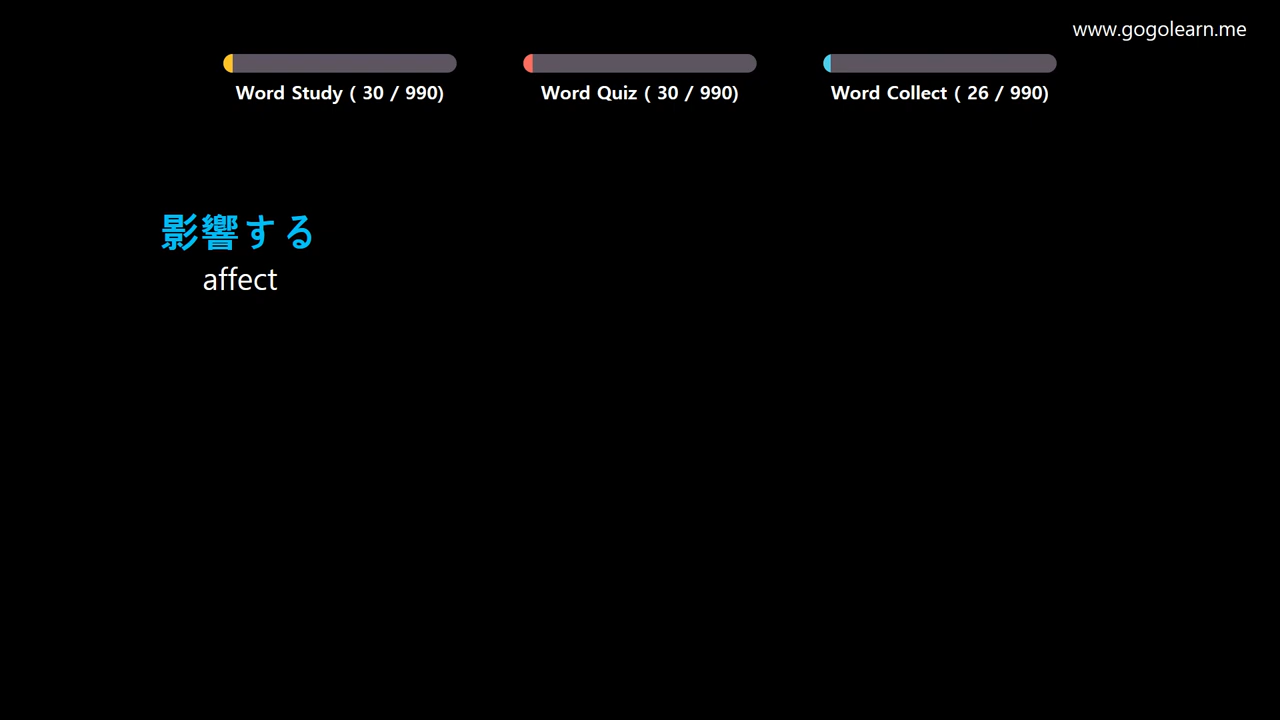 www.gogolearn.me
Word Study ( 30 / 990)
Word Quiz ( 30 / 990)
Word Collect ( 26 / 990)
影響する
affect